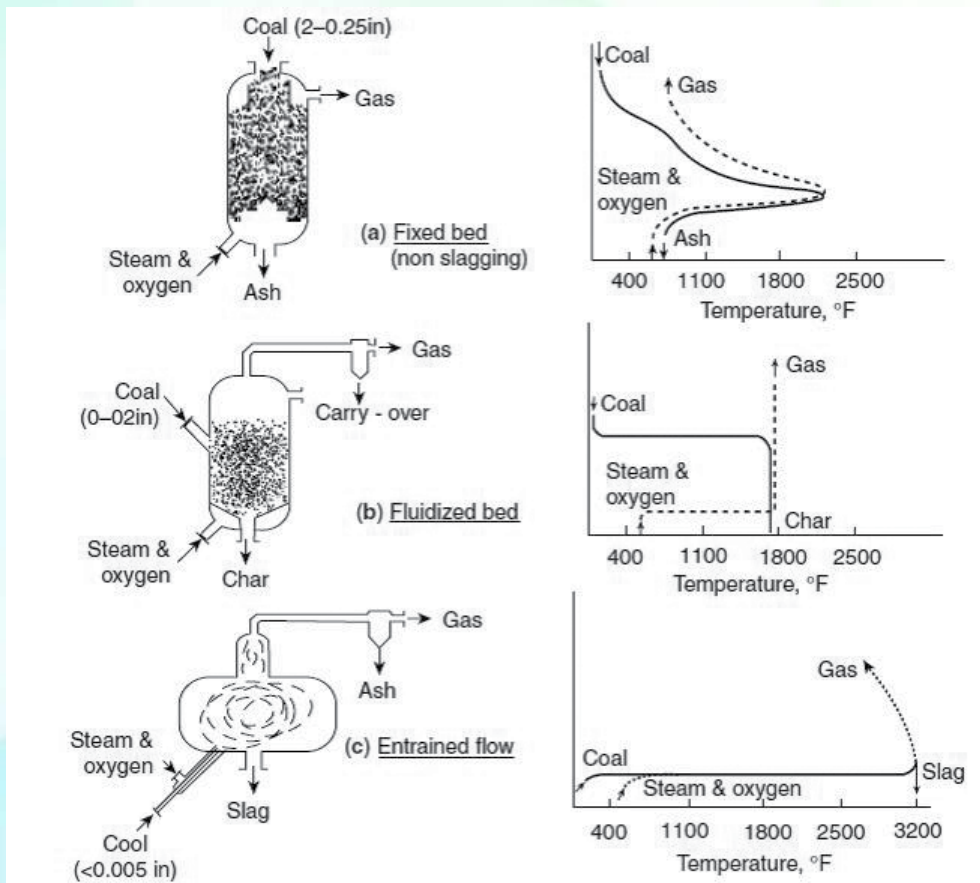 Coal (2–0.25in)
Gas
Steam &
oxygen
Ash
(a) Fixed bed
(non slagging)
Coal
Gas
Steam &
oxygen
Ash
400 1100 1800 2500
Temperature, °F
Gas
Coal
(0–02in)
Carry - over
Steam &
oxygen
Char
(b) Fluidized bed
Gas
Coal
Steam &
oxygen
Char
400 1100 1800 2500
Temperature, °F
Gas
Ash
Steam &
oxygen
Slag
Cool
(<0.005 in)
(c) Entrained flow
Gas
Coal
Steam & oxygen
Slag
400 1100 1800 2500 3200
Temperature, °F